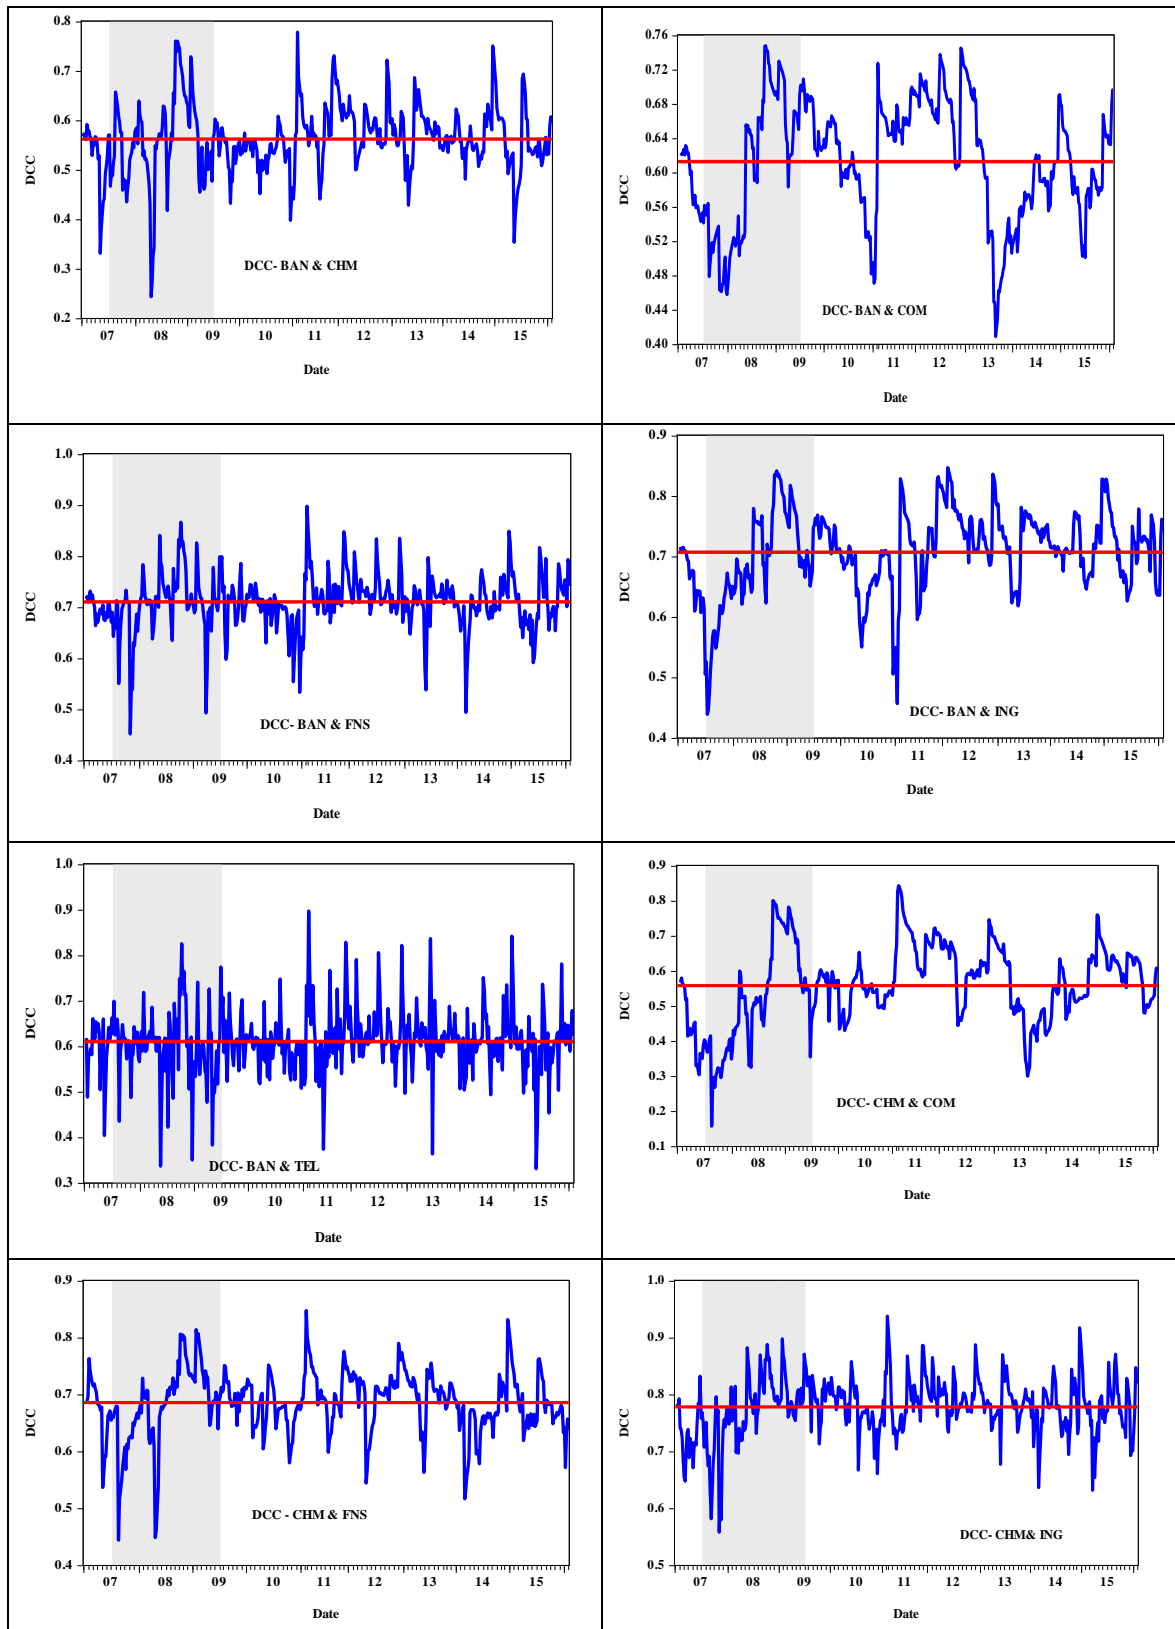 0.8
0.7
0.6
0.5
0.4
0.3
0.2
DCC
DCC- BAN & CHM
07 08 09 10 11 12 13 14 15
Date
0.76
0.72
0.68
0.64
0.60
0.56
0.52
0.48
0.44
0.40
DCC
DCC- BAN & COM
07 08 09 10 11 12 13 14 15
Date
1.0
0.9
0.8
0.7
0.6
0.5
0.4
DCC
DCC- BAN & FNS
07 08 09 10 11 12 13 14 15
Date
0.9
0.8
0.7
0.6
0.5
0.4
DCC
DCC- BAN & ING
07 08 09 10 11 12 13 14 15
Date
1.0
0.9
0.8
0.7
0.6
0.5
0.4
0.3
DCC
DCC- BAN & TEL
07 08 09 10 11 12 13 14 15
Date
0.9
0.8
0.7
0.6
0.5
0.4
0.3
0.2
0.1
DCC
DCC- CHM & COM
07 08 09 10 11 12 13 14 15
Date
0.9
0.8
0.7
0.6
0.5
0.4
DCC
DCC - CHM & FNS
07 08 09 10 11 12 13 14 15
Date
1.0
0.9
0.8
0.7
0.6
0.5
DCC
DCC- CHM& ING
07 08 09 10 11 12 13 14 15
Date